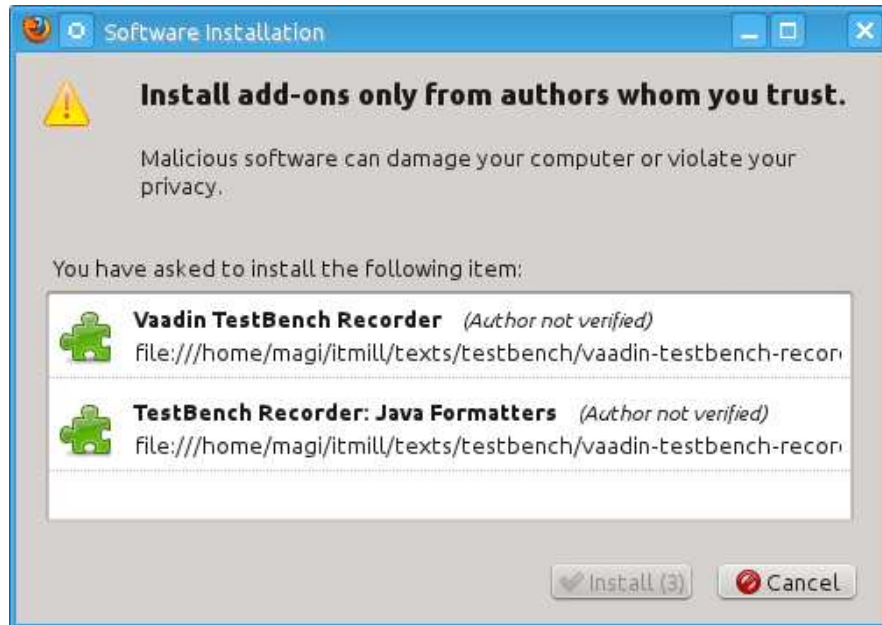 Software Installation
Install add-ons only from authors whom you trust.
Malicious software can damage your computer or violate your
privacy.
You have asked to install the following item:
Vaadin TestBench Recorder (Author not verified)
file:///home/magi/itmill/texts/testbench/vaadin-testbench-recor
TestBench Recorder: Java Formatters (Author not verified)
file:///home/magi/itmill/texts/testbench/vaadin-testbench-recor
Install (3)
Cancel